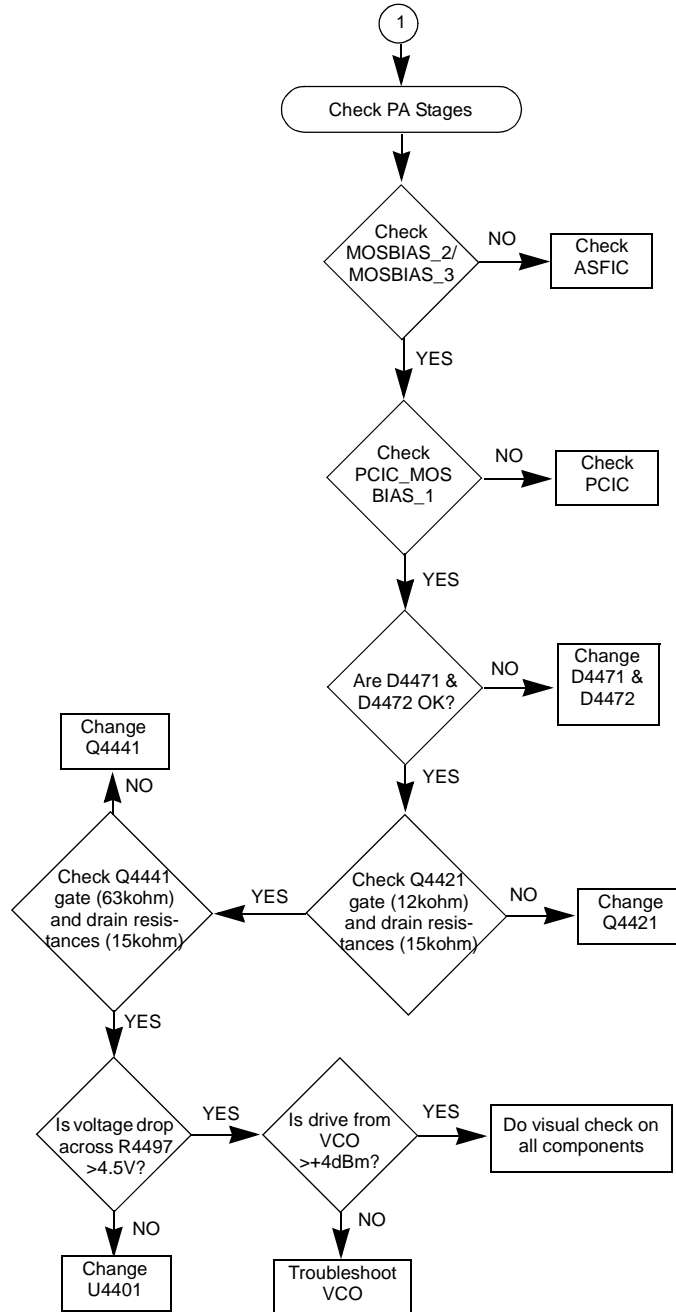 1
Check PA Stages
Check
MOSBIAS_2/
MOSBIAS_3
NO
Check
ASFIC
YES
Check
PCIC_MOS
BIAS_1
NO
Check
PCIC
YES
Are D4471 &
D4472 OK?
NO
Change
D4471 &
D4472
YES
Check Q4421
gate (12kohm)
and drain resis-
tances (15kohm)
NO
Change
Q4421
YES
Check Q4441
gate (63kohm)
and drain resis-
tances (15kohm)
NO
Change
Q4441
YES
Is voltage drop
across R4497
>4.5V?
NO
Change
U4401
YES
Is drive from
VCO
>+4dBm?
NO
Troubleshoot
VCO
YES
Do visual check on
all components